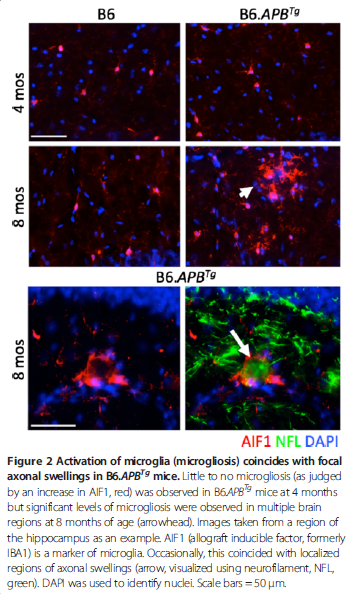 B6
B6.APBTg
4 mos
8 mos
B6.APBTg
8 mos
AIF1 NFL DAPI
Figure 2 Activation of microglia (microgliosis) coincides with focal
axonal swellings in B6.APBTg mice. Little to no microgliosis (as judged
by an increase in AIF1, red) was observed in B6APBTg mice at 4 months
but significant levels of microgliosis were observed in multiple brain
regions at 8 months of age (arrowhead). Images taken from a region of
the hippocampus as an example. AIF1 (allograft inducible factor, formerly
IBA1) is a marker of microglia. Occasionally, this coincided with localized
regions of axonal swellings (arrow, visualized using neurofilament, NFL,
green). DAPI was used to identify nuclei. Scale bars = 50 μm.